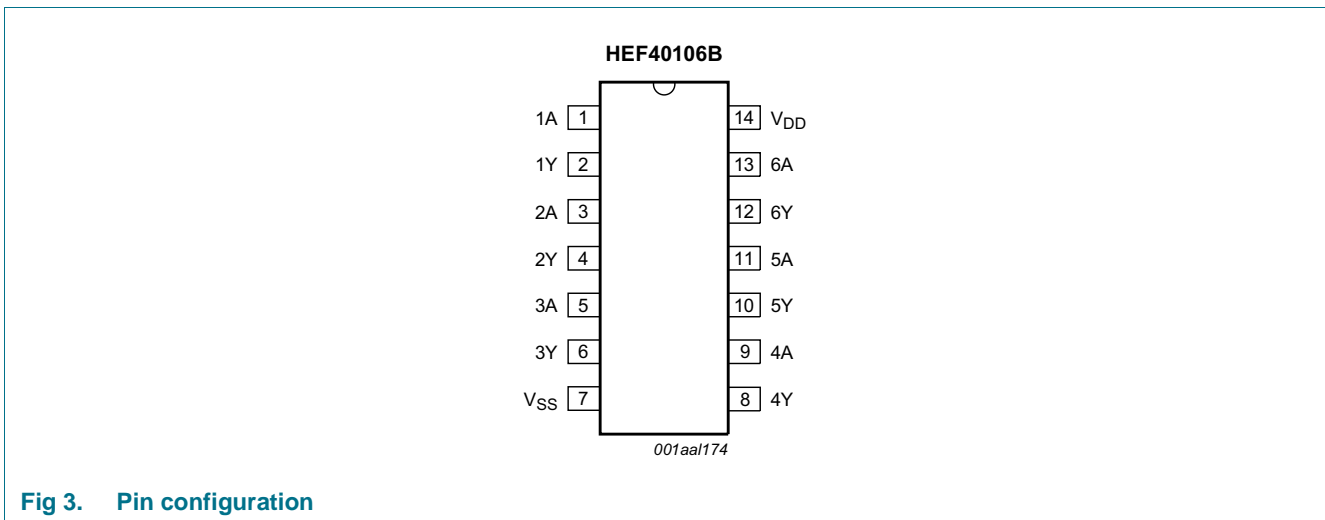 HEF40106B
1A 1 14 VDD
1Y 2 13 6A
2A 3 12 6Y
2Y 4 11 5A
3A 5 10 5Y
3Y 6 9 4A
VSS 7 8 4Y
001aal174
Fig 3. Pin configuration